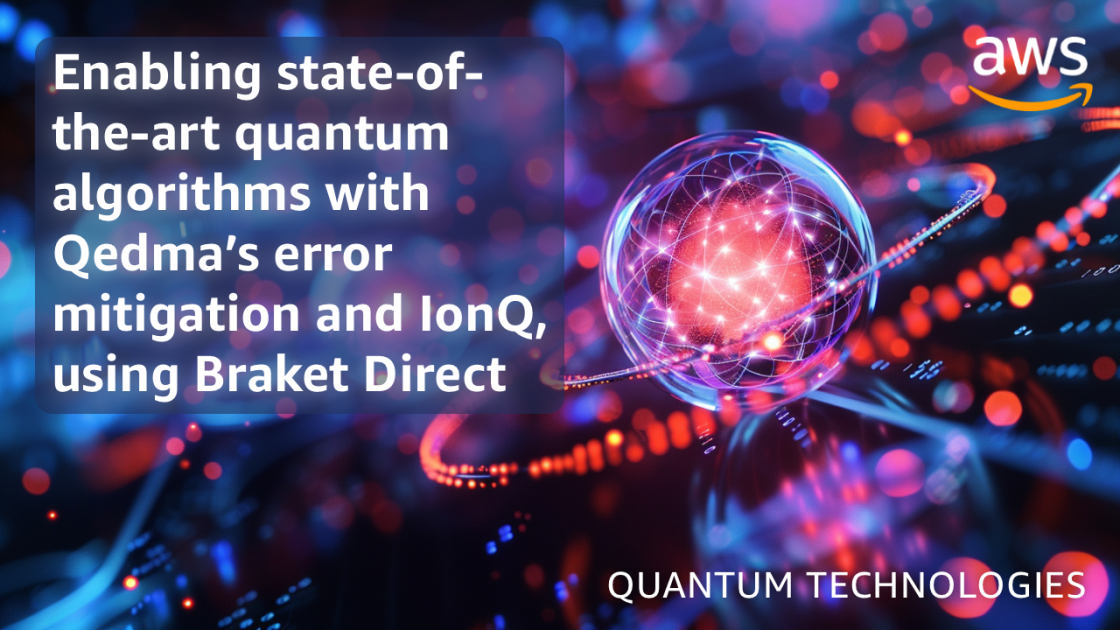 Enabling state-of-
the-art quantum
algorithms with
Qedma’s error
mitigation and IonQ,
using Braket Direct
aws
QUANTUM TECHNOLOGIES